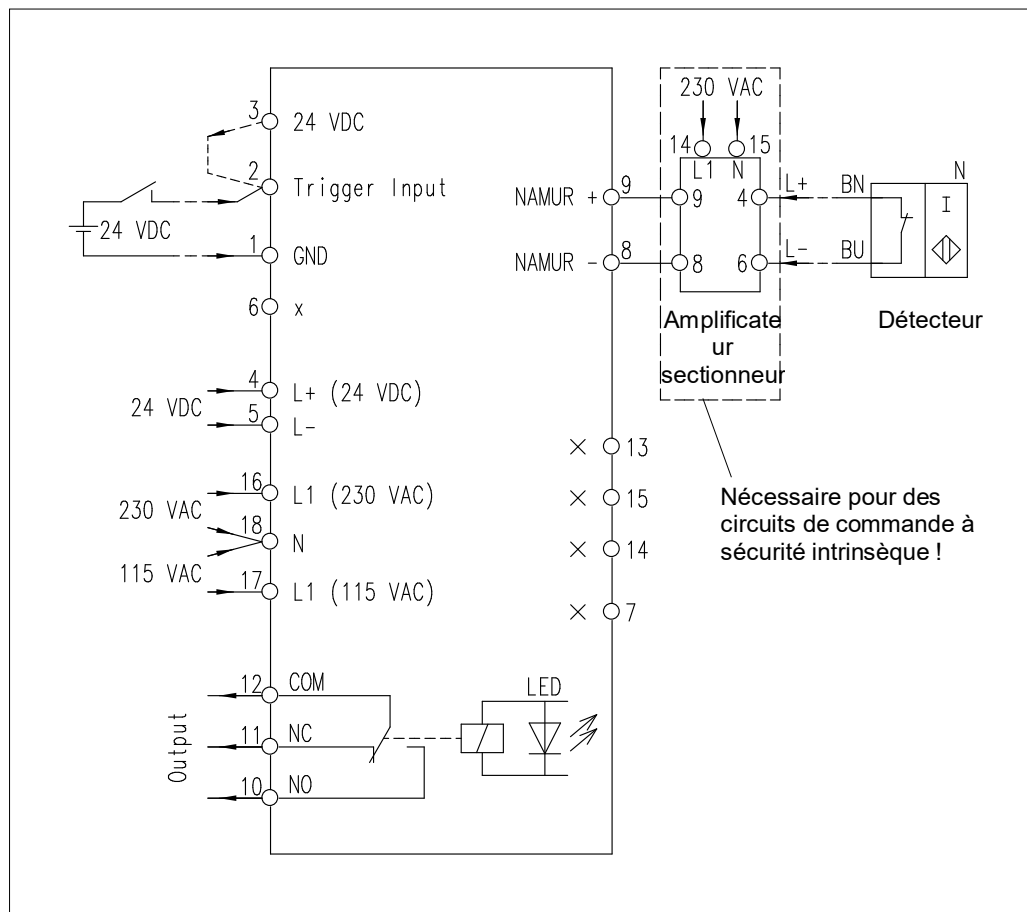 3 24 VDC
2 Trigger Input
24 VDC
1 GND
6 x
4 L+ (24 VDC)
24 VDC
5 L-
16 L1 (230 VAC)
230 VAC
18 N
115 VAC
17 L1 (115 VAC)
12 COM
11 NC
10 NO
Output
LED
NAMUR + 9
NAMUR - 8
× 13
× 15
× 14
× 7
230 VAC
14 15
L1 N
9 4
8 6
L+ BN
L- BU
N
I
Amplificate
ur
sectionneur
Détecteur
Nécessaire pour des
circuits de commande à
sécurité intrinsèque !